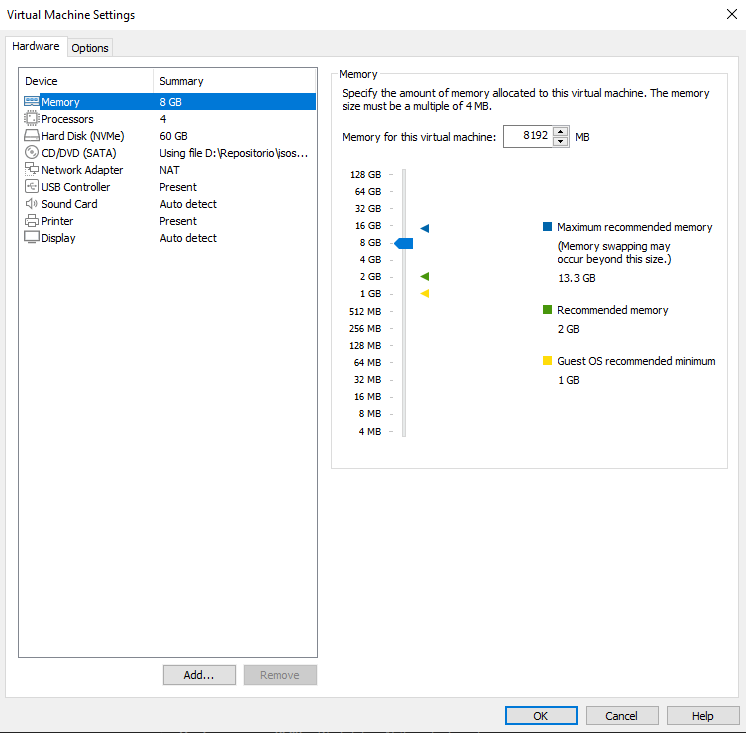 Virtual Machine Settings
Hardware
Options
Device Summary
Memory 8 GB
Processors 4
Hard Disk (NVMe) 60 GB
CD/DVD (SATA) Using file D:\Repositorio\isos...
Network Adapter NAT
USB Controller Present
Sound Card Auto detect
Printer Present
Display Auto detect
Add...
Remove
Memory
Specify the amount of memory allocated to this virtual machine. The memory
size must be a multiple of 4 MB.
Memory for this virtual machine: 8192 MB
128 GB
64 GB
32 GB
16 GB
8 GB
4 GB
2 GB
1 GB
512 MB
256 MB
128 MB
64 MB
32 MB
16 MB
8 MB
4 MB
Maximum recommended memory
(Memory swapping may
occur beyond this size.)
13.3 GB
Recommended memory
2 GB
Guest OS recommended minimum
1 GB
OK
Cancel
Help